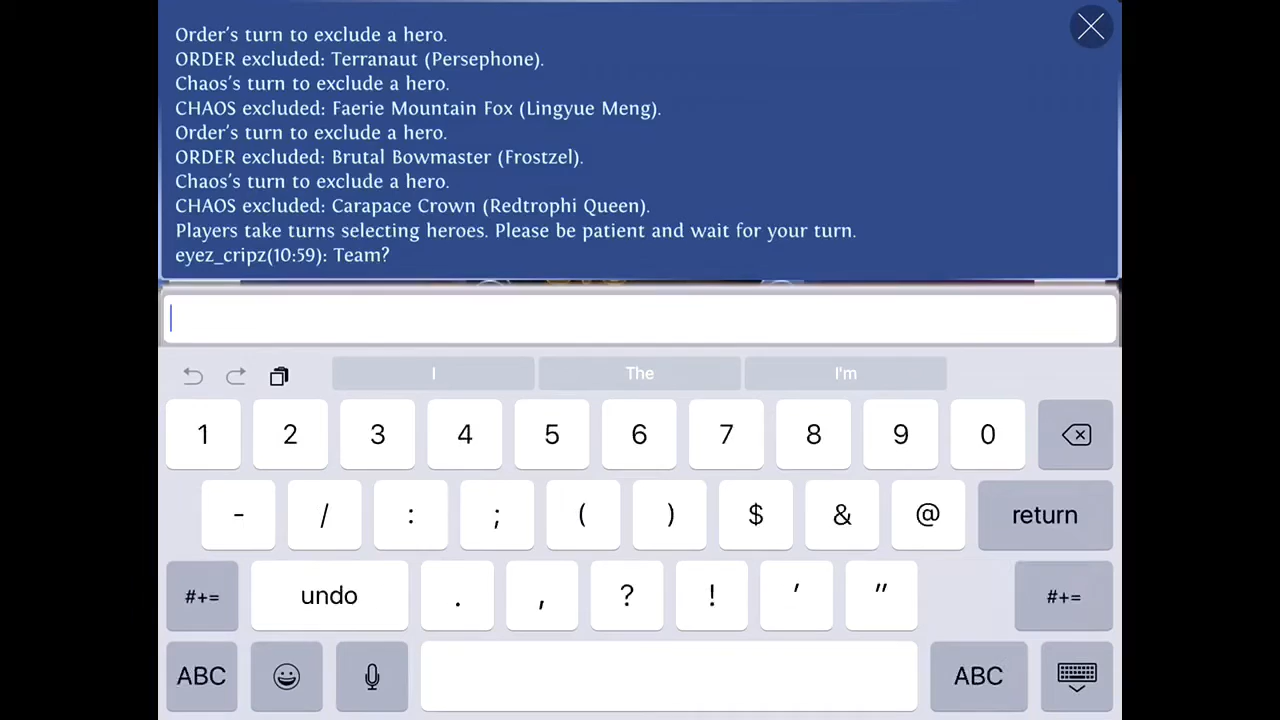 Order's turn to exclude a hero.
ORDER excluded: Terranaut (Persephone).
Chaos's turn to exclude a hero.
CHAOS excluded: Faerie Mountain Fox (Lingyue Meng).
Order's turn to exclude a hero.
ORDER excluded: Brutal Bowmaster (Frostzel).
Chaos's turn to exclude a hero.
CHAOS excluded: Carapace Crown (Redtrophi Queen).
Players take turns selecting heroes. Please be patient and wait for your turn.
eyez_cripz(10:59): Team?
I The I'm
1 2 3 4 5 6 7 8 9 0
- / : ; ( ) $ & @ return
#+= undo . , ? ! ' " #+=
ABC ABC